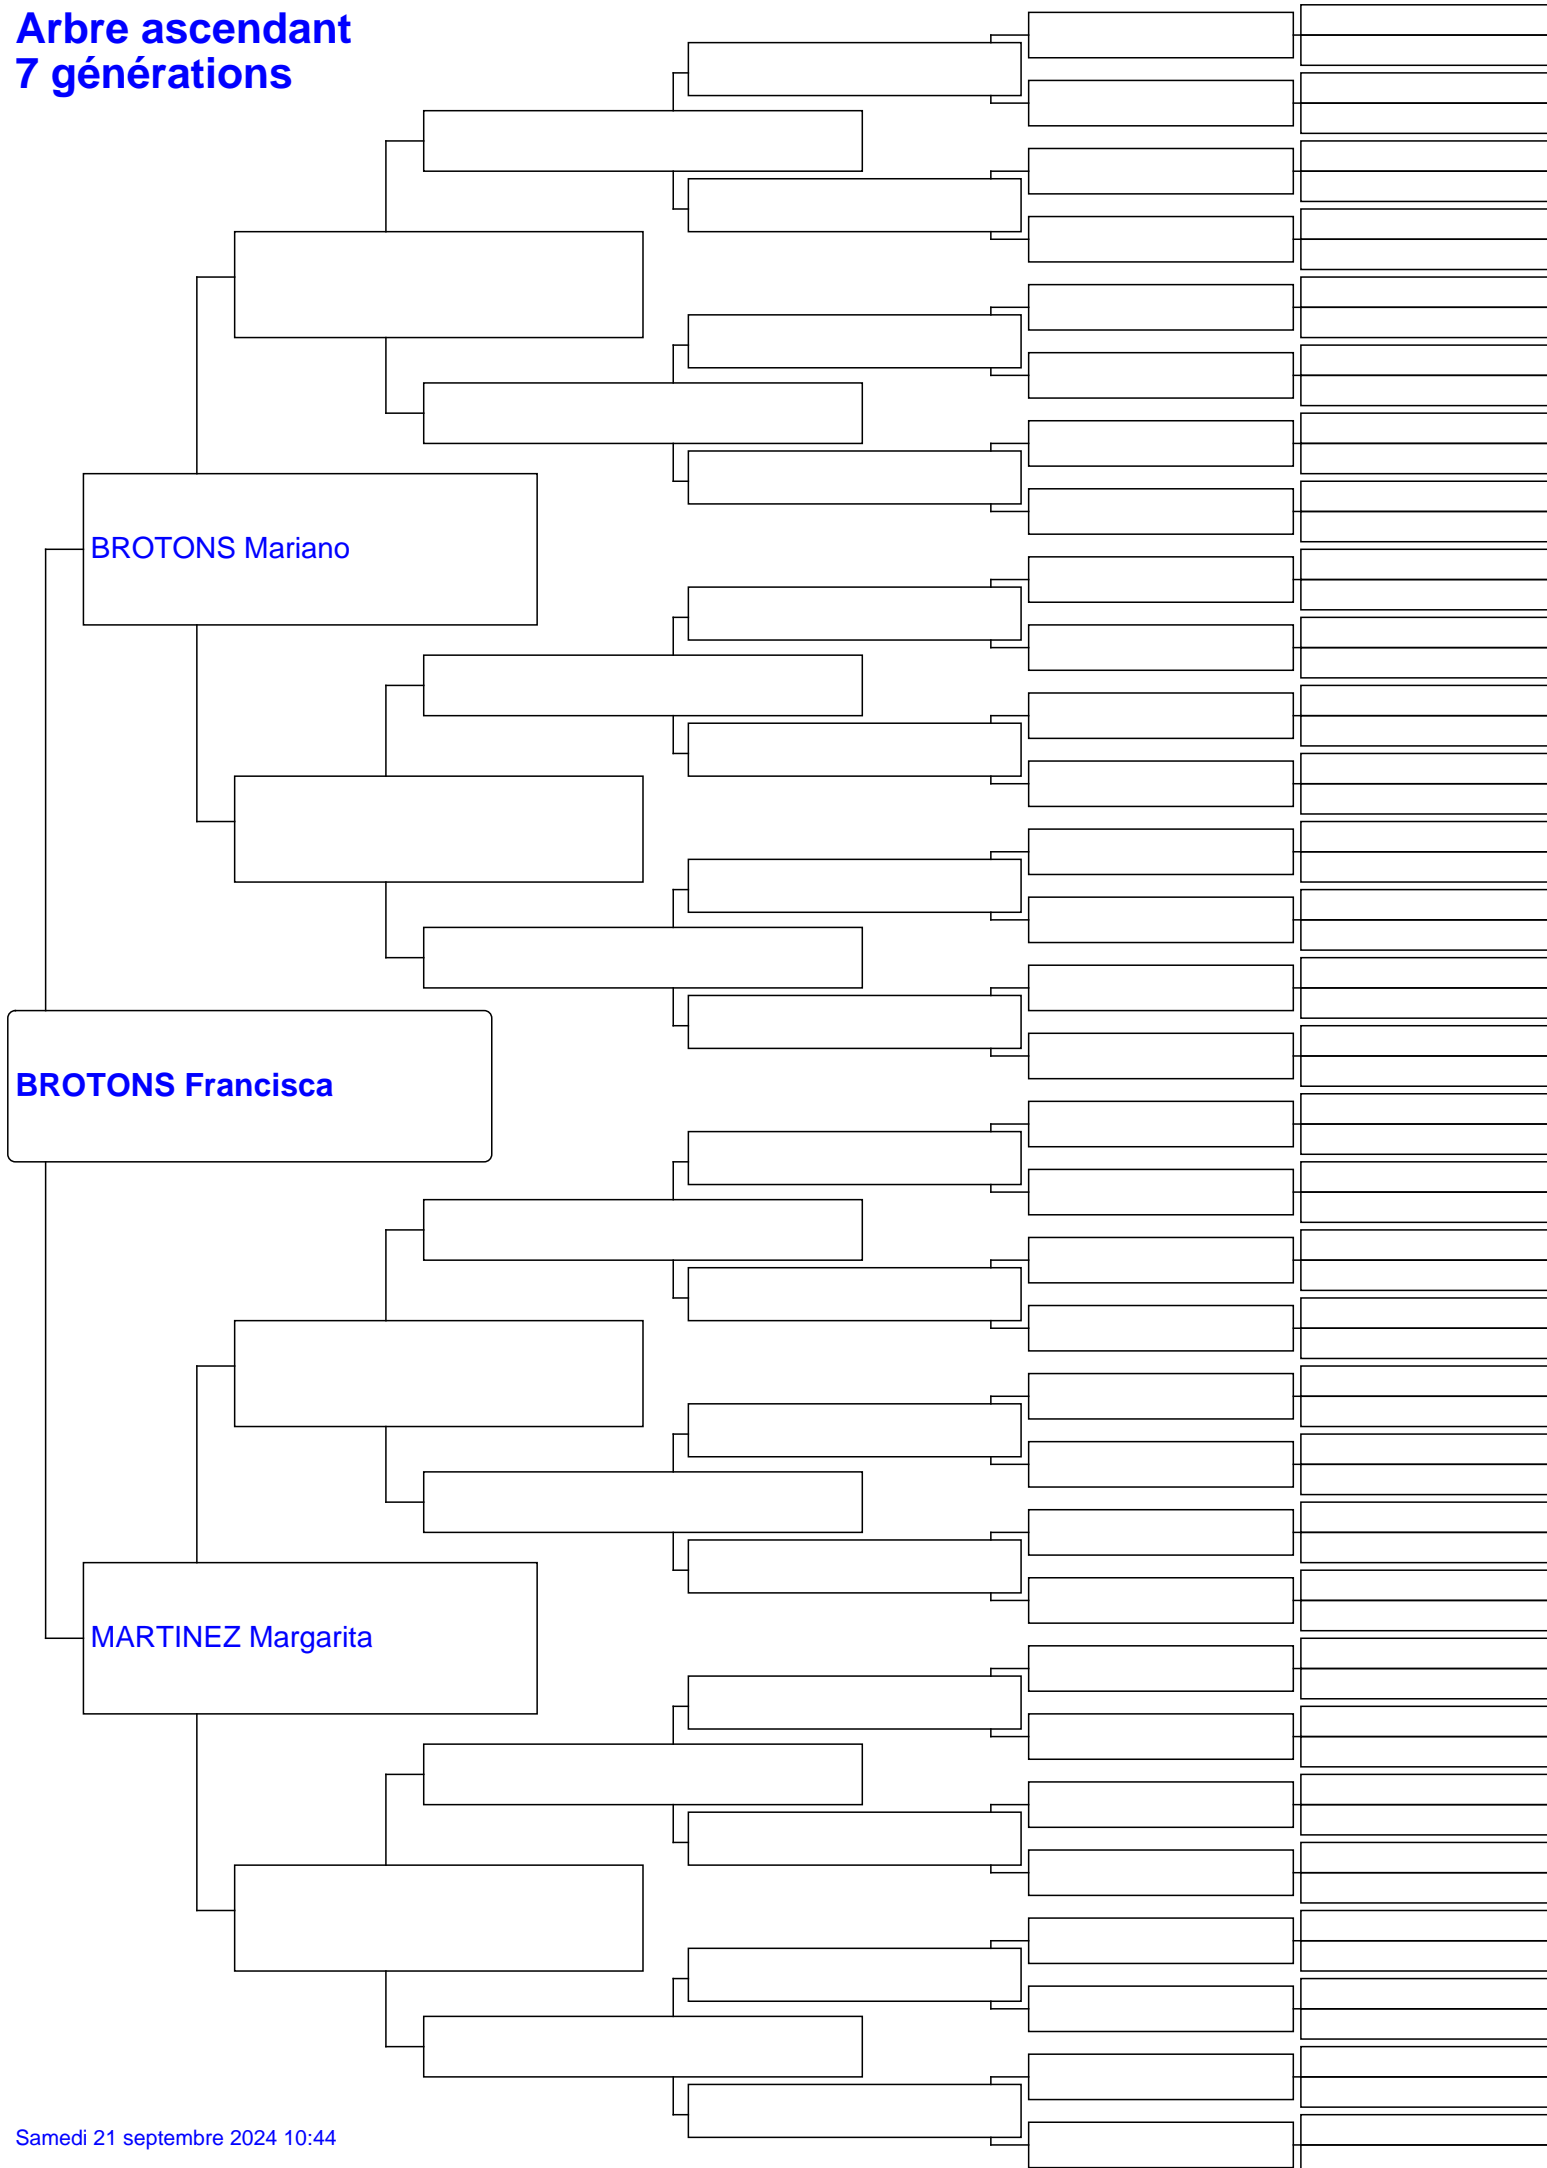 Arbre ascendant
7 générations
BROTONS Mariano
BROTONS Francisca
MARTINEZ Margarita
Samedi 21 septembre 2024 10:44